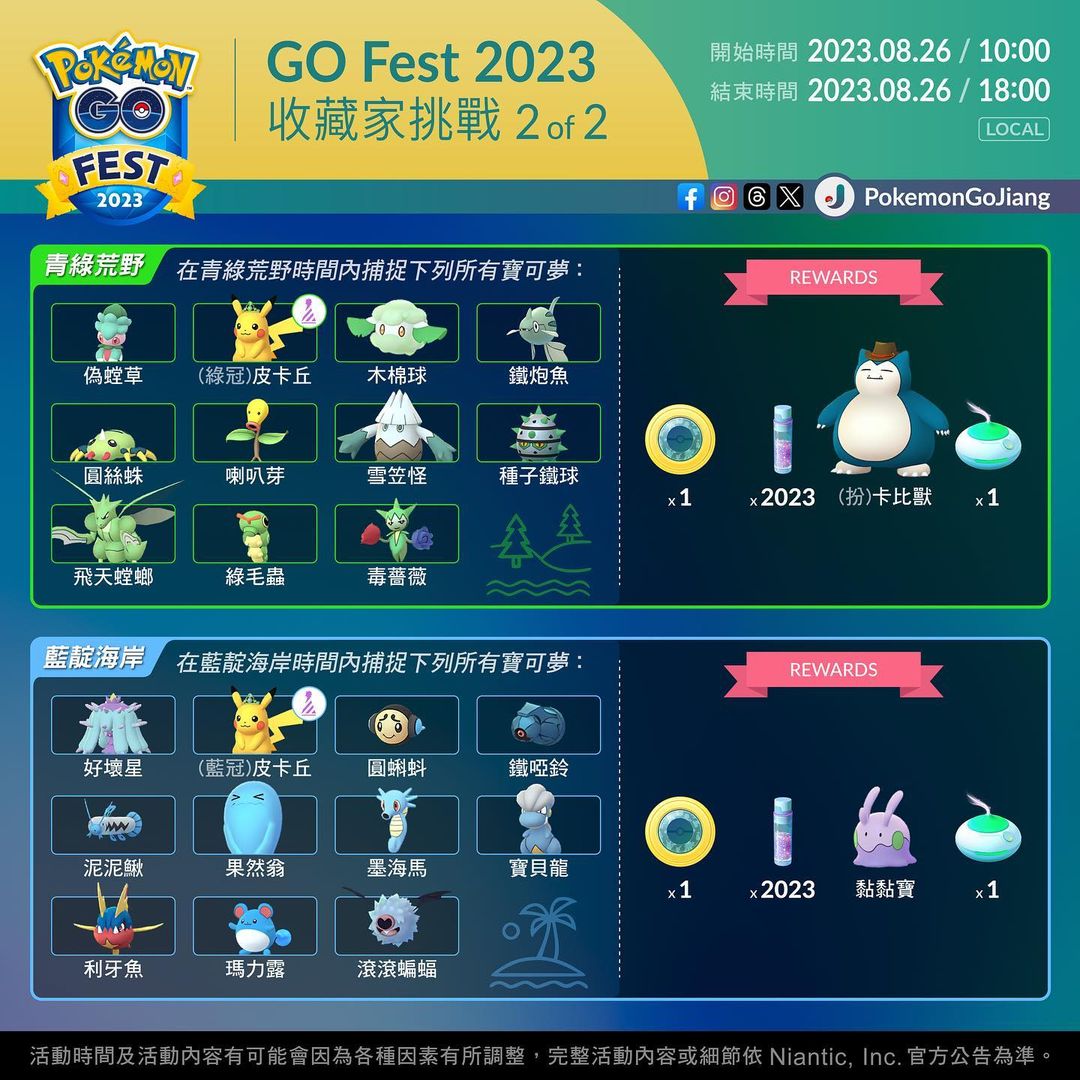 POKÉMON
GO
FEST
2023
GO Fest 2023
收藏家挑戰 2 of 2
開始時間 2023.08.26 / 10:00
結束時間 2023.08.26 / 18:00
LOCAL
PokemonGoJiang
青綠荒野
在青綠荒野時間內捕捉下列所有寶可夢：
偽螳草
(綠冠)皮卡丘
木棉球
鐵炮魚
圓絲蛛
喇叭芽
雪笠怪
種子鐵球
飛天螳螂
綠毛蟲
毒薔薇
REWARDS
x1
x2023
(扮)卡比獸
x1
藍靛海岸
在藍靛海岸時間內捕捉下列所有寶可夢：
好壞星
(藍冠)皮卡丘
圓蝌蚪
鐵啞鈴
泥泥鰍
果然翁
墨海馬
寶貝龍
利牙魚
瑪力露
滾滾蝙蝠
REWARDS
x1
x2023
黏黏寶
x1
活動時間及活動內容有可能會因為各種因素有所調整，完整活動內容或細節依 Niantic, Inc. 官方公告為準。